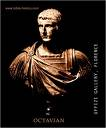 UFFIZI GALLERY, FLORENCE
OCTAVIAN